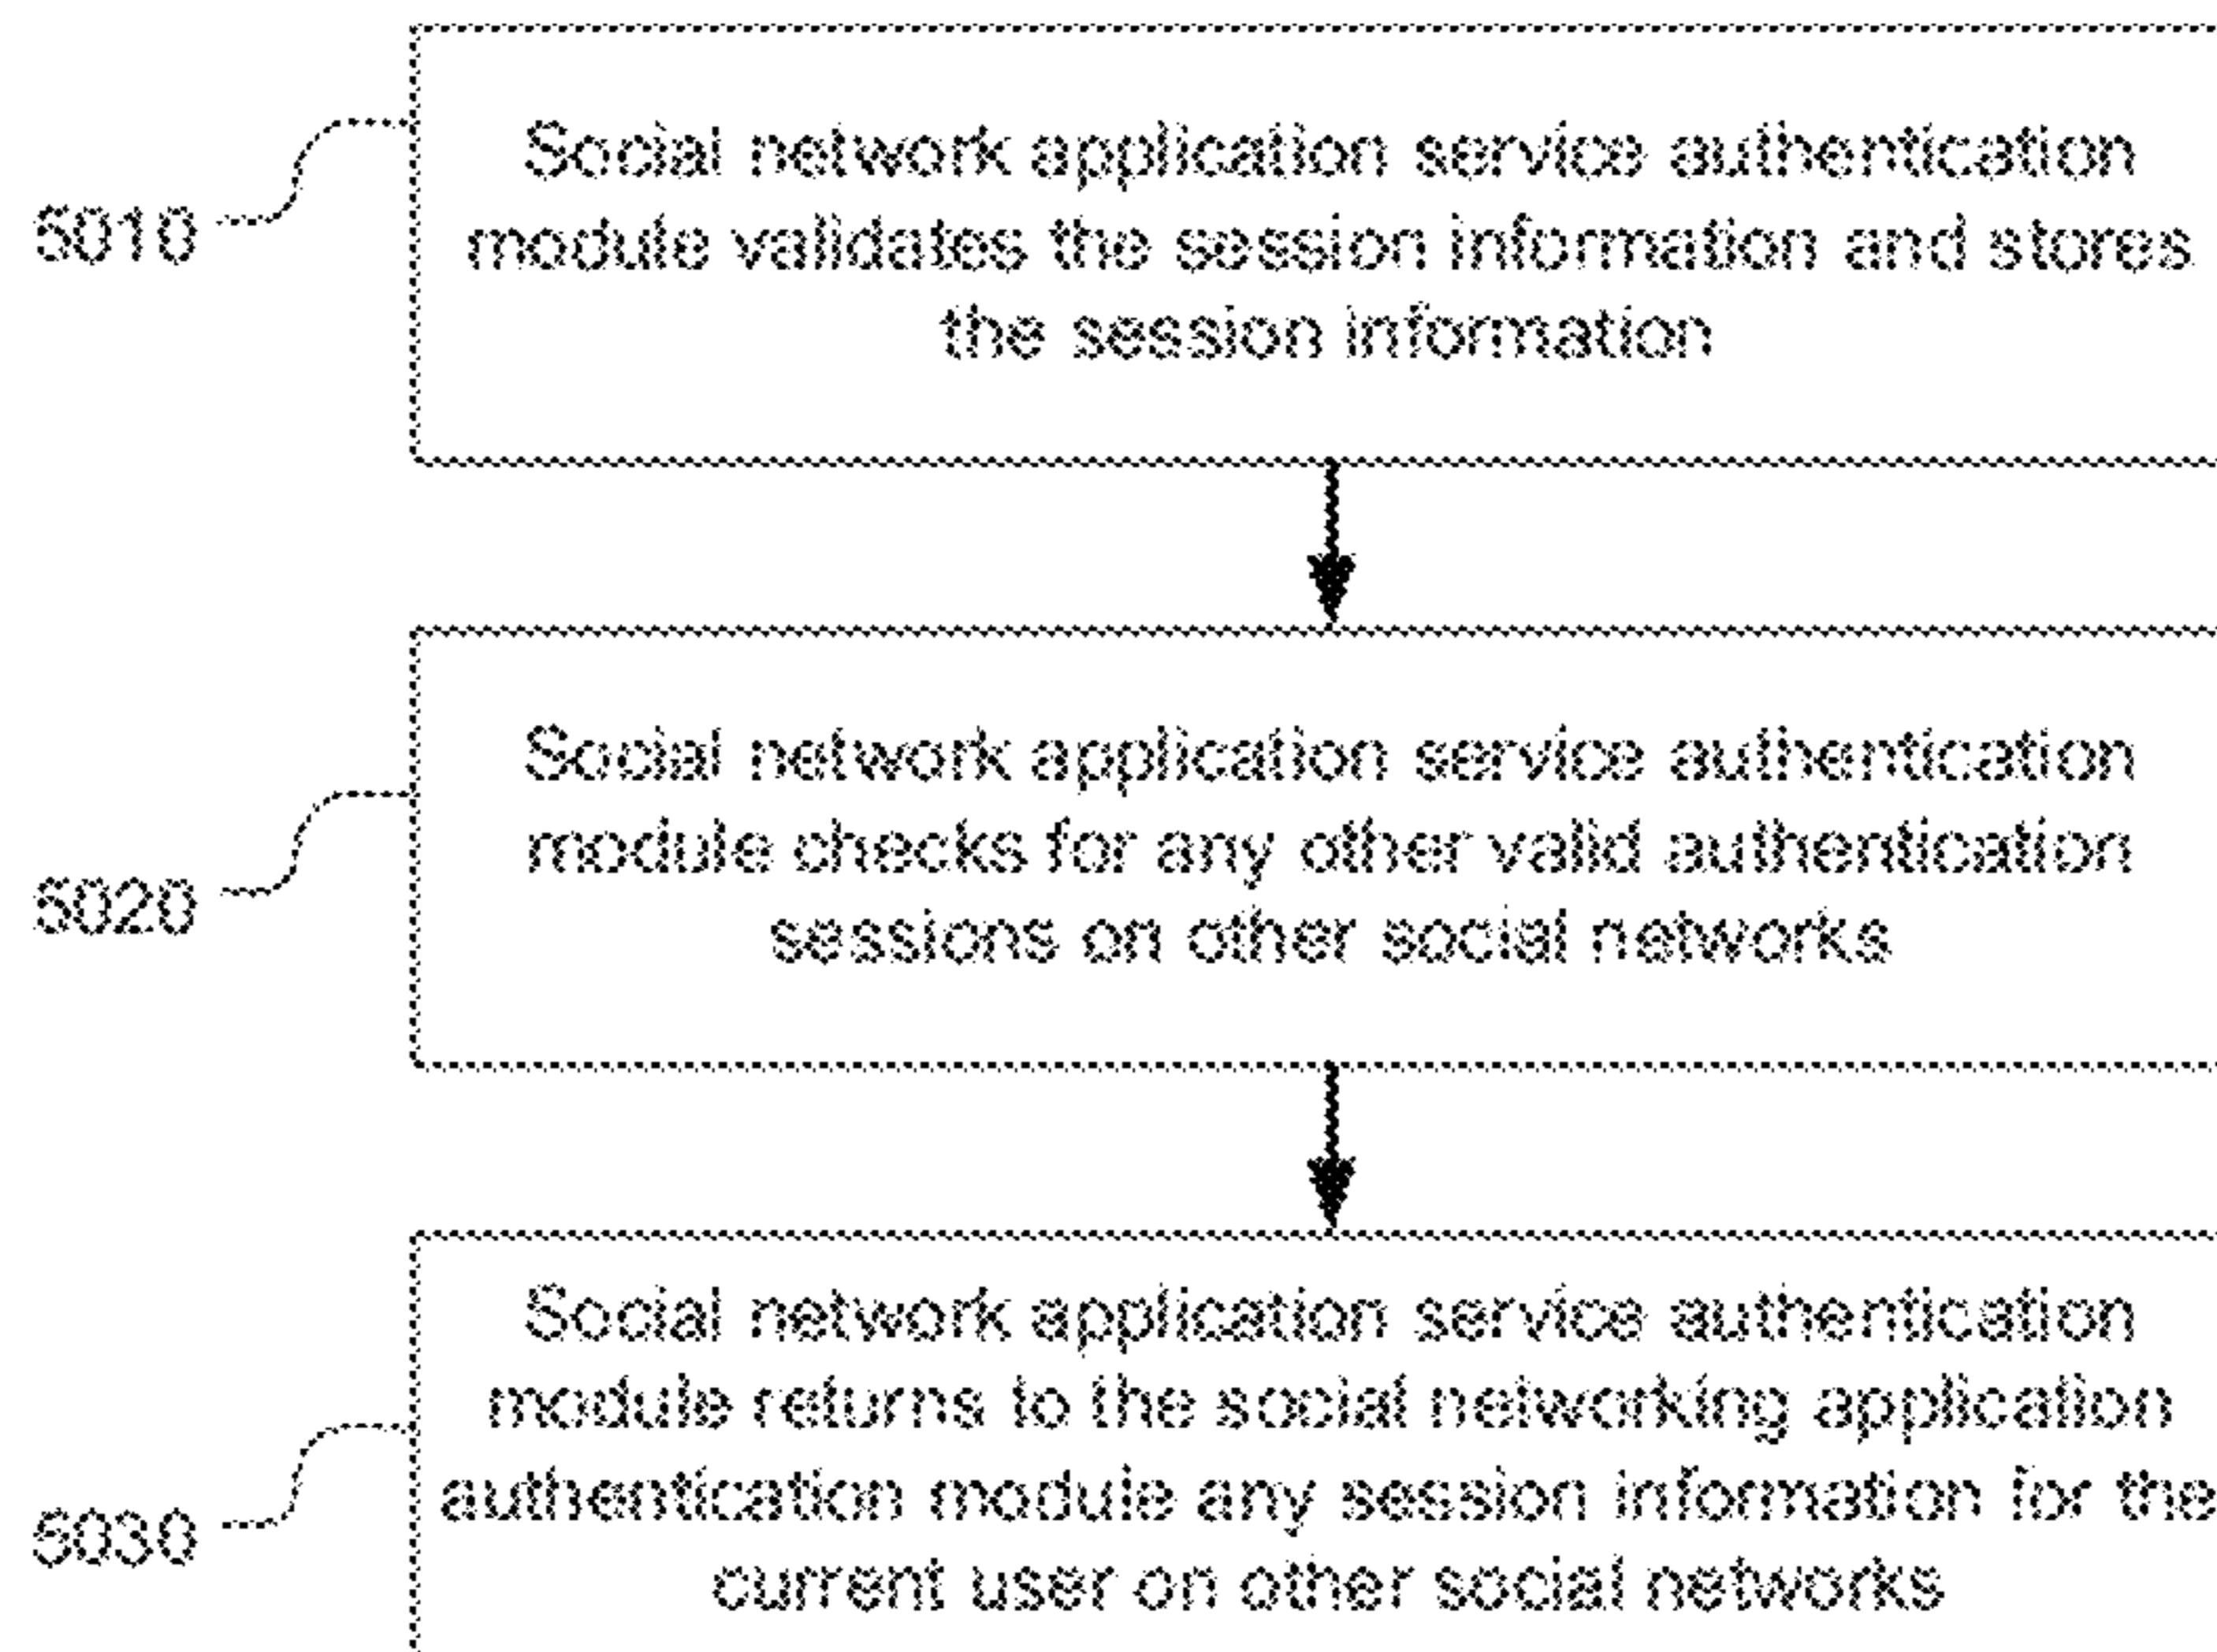 Social network application service authentication
module validates the session information and stores
the session information
5010
Social network application service authentication
module checks for any other valid authentication
sessions on other social networks
5020
Social network application service authentication
module returns to the social networking application
authentication module any session information for the
current user on other social networks
5030